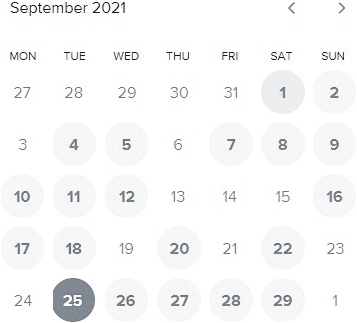 September 2021
MON TUE WED THU FRI SAT SUN
27 28 29 30 31 1 2
3 4 5 6 7 8 9
10 11 12 13 14 15 16
17 18 19 20 21 22 23
24 25 26 27 28 29 1